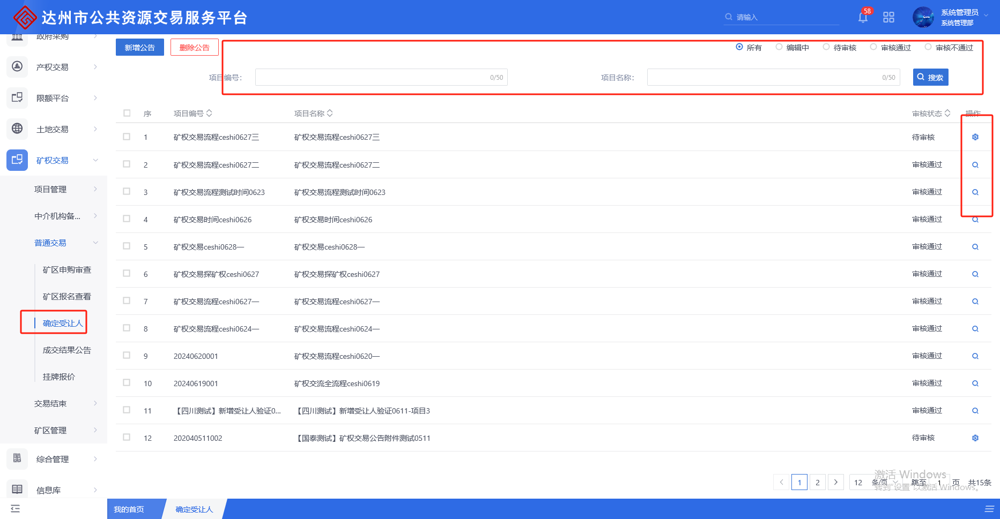 达州市公共资源交易服务平台
请输入
58
系统管理员
系统管理部
政府采购
产权交易
限额平台
土地交易
矿权交易
项目管理
中介机构备...
普通交易
矿区申购审查
矿区报名查看
确定受让人
成交结果公告
挂牌报价
交易结束
矿区管理
综合管理
信息库
新增公告 删除公告
所有 编辑中 待审核 审核通过 审核不通过
项目编号: 0/50 项目名称: 0/50 搜索
序 项目编号 项目名称 审核状态 操作
1 矿权交易流程ceshi0627三 矿权交易流程ceshi0627三 待审核
2 矿权交易流程ceshi0627二 矿权交易流程ceshi0627二 审核通过
3 矿权交易流程测试时间0623 矿权交易流程测试时间0623 审核通过
4 矿权交易时间ceshi0626 矿权交易时间ceshi0626 审核通过
5 矿权交易ceshi0628一 矿权交易ceshi0628一 审核通过
6 矿权交易探矿权ceshi0627 矿权交易探矿权ceshi0627 审核通过
7 矿权交易流程ceshi0627一 矿权交易流程ceshi0627一 审核通过
8 矿权交易流程ceshi0624一 矿权交易流程ceshi0624一 审核通过
9 20240620001 矿权交易流程ceshi0620一 审核通过
10 20240619001 矿权交流全流程ceshi0619 审核通过
11 【四川测试】新增受让人验证0... 【四川测试】新增受让人验证0611-项目3 审核通过
12 202040511002 【国泰测试】矿权交易公告附件测试0511 待审核
1 2 12 条/页 跳至 1 页 共15条
激活 Windows
转到"设置"以激活 Windows。
我的首页 确定受让人